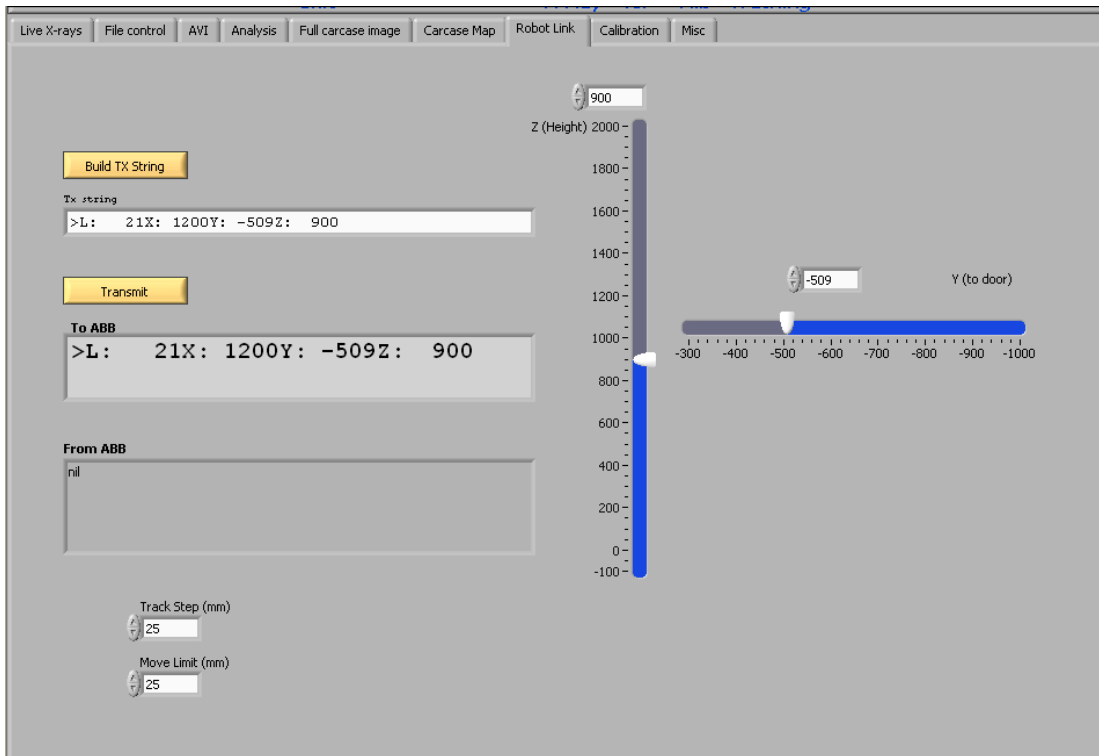 Live X-rays File control AVI Analysis Full carcase image Carcase Map Robot Link Calibration Misc
900
Z (Height) 2000
1800
1600
1400
1200
1000
800
600
400
200
0
-100
Build TX String
Tx string
>L:   21X: 1200Y: -509Z:  900
Transmit
To ABB
>L:   21X: 1200Y: -509Z:  900
From ABB
nil
Track Step (mm)
25
Move Limit (mm)
25
-509 Y (to door)
-300 -400 -500 -600 -700 -800 -900 -1000